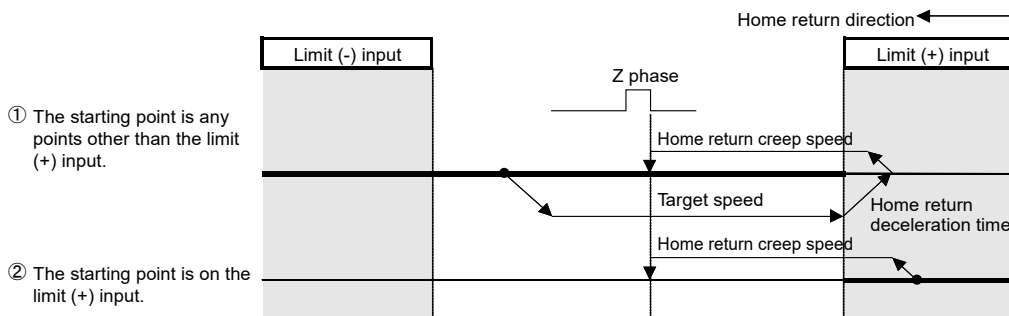 Home return direction
Limit (-) input
Limit (+) input
Z phase
① The starting point is any
points other than the limit
(+) input.
Home return creep speed
Target speed
Home return
deceleration time
Home return creep speed
② The starting point is on the
limit (+) input.